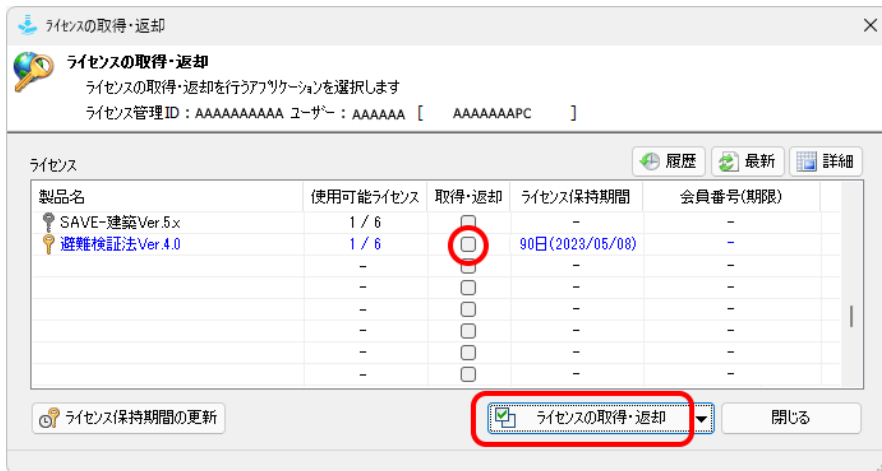 ライセンスの取得・返却
ライセンスの取得・返却
ライセンスの取得・返却を行うアプリケーションを選択します
ライセンス管理ID：AAAAAAAAAA ユーザー：AAAAAA [ AAAAAAAPC ]
ライセンス 履歴 最新 詳細
製品名 使用可能ライセンス 取得・返却 ライセンス保持期間 会員番号(期限)
SAVE-建築Ver.5.x 1 / 6 - -
避難検証法Ver.4.0 1 / 6 90日(2023/05/08) -
- - -
- - -
- - -
- - -
- - -
- - -
ライセンス保持期間の更新 ライセンスの取得・返却 閉じる